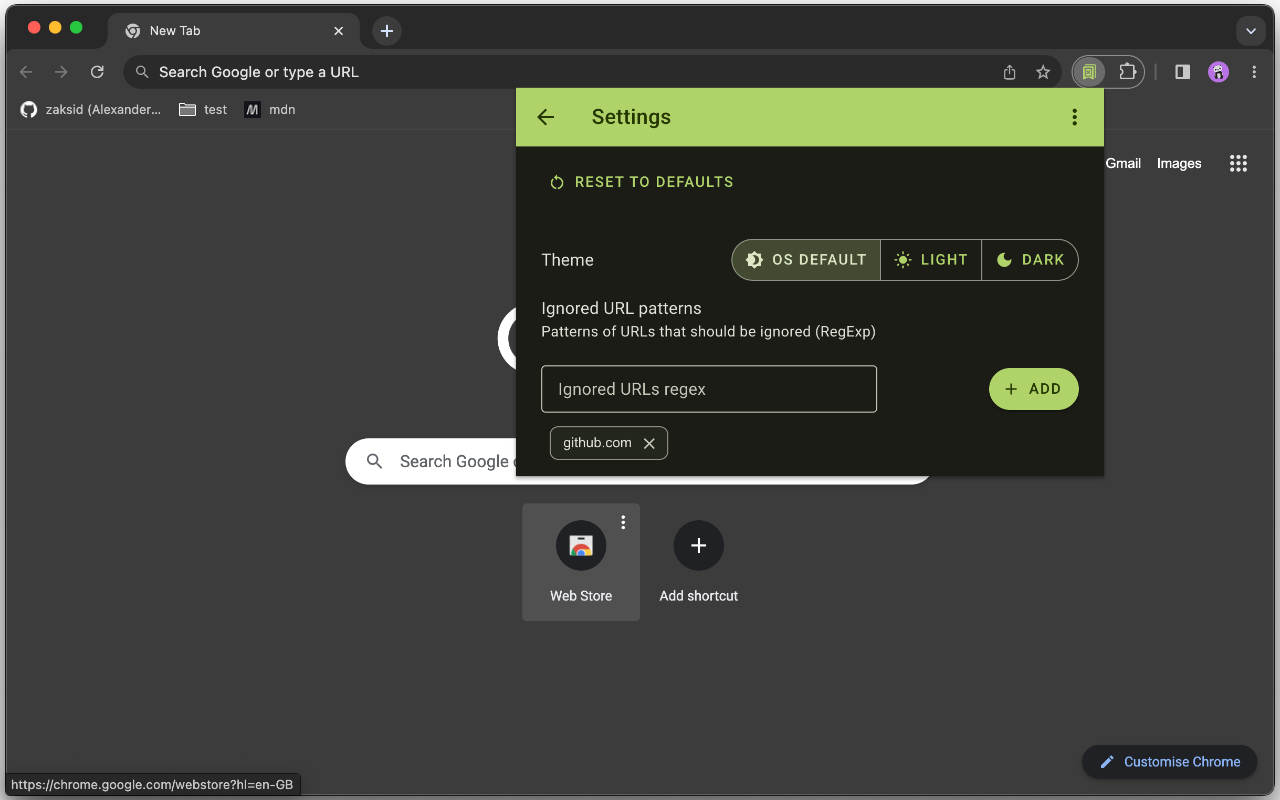 New Tab
Search Google or type a URL
zaksid (Alexander... test mdn
Settings
Gmail Images
RESET TO DEFAULTS
Theme OS DEFAULT LIGHT DARK
Ignored URL patterns
Patterns of URLs that should be ignored (RegExp)
Ignored URLs regex ADD
github.com
Search Google
Web Store Add shortcut
Customise Chrome
https://chrome.google.com/webstore?hl=en-GB